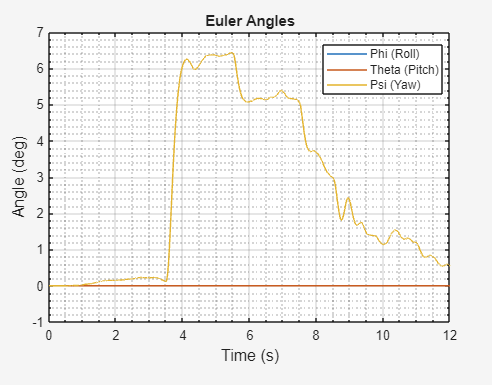 Euler Angles
7
6
5
4
3
2
1
0
-1
Angle (deg)
Phi (Roll)
Theta (Pitch)
Psi (Yaw)
0 2 4 6 8 10 12
Time (s)